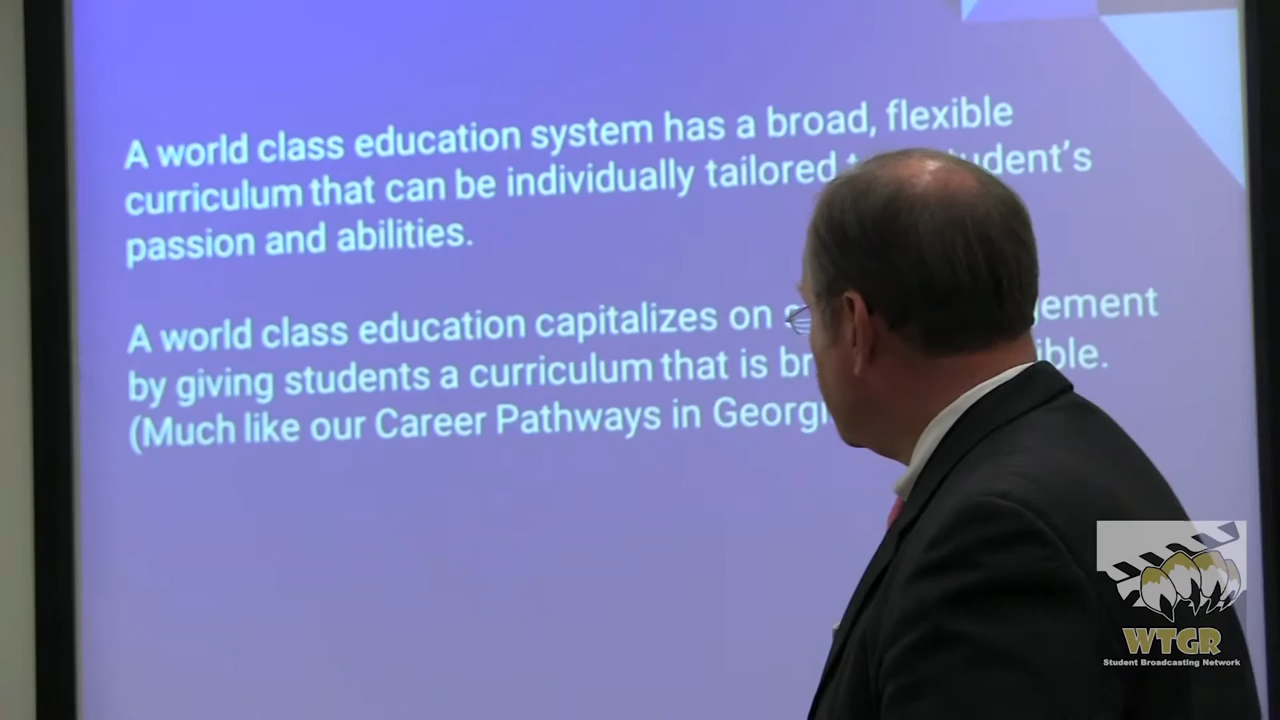 A world class education system has a broad, flexible
curriculum that can be individually tailored student's
passion and abilities.
A world class education capitalizes on
by giving students a curriculum that is
(Much like our Career Pathways in
WTGR
Student Broadcasting Network